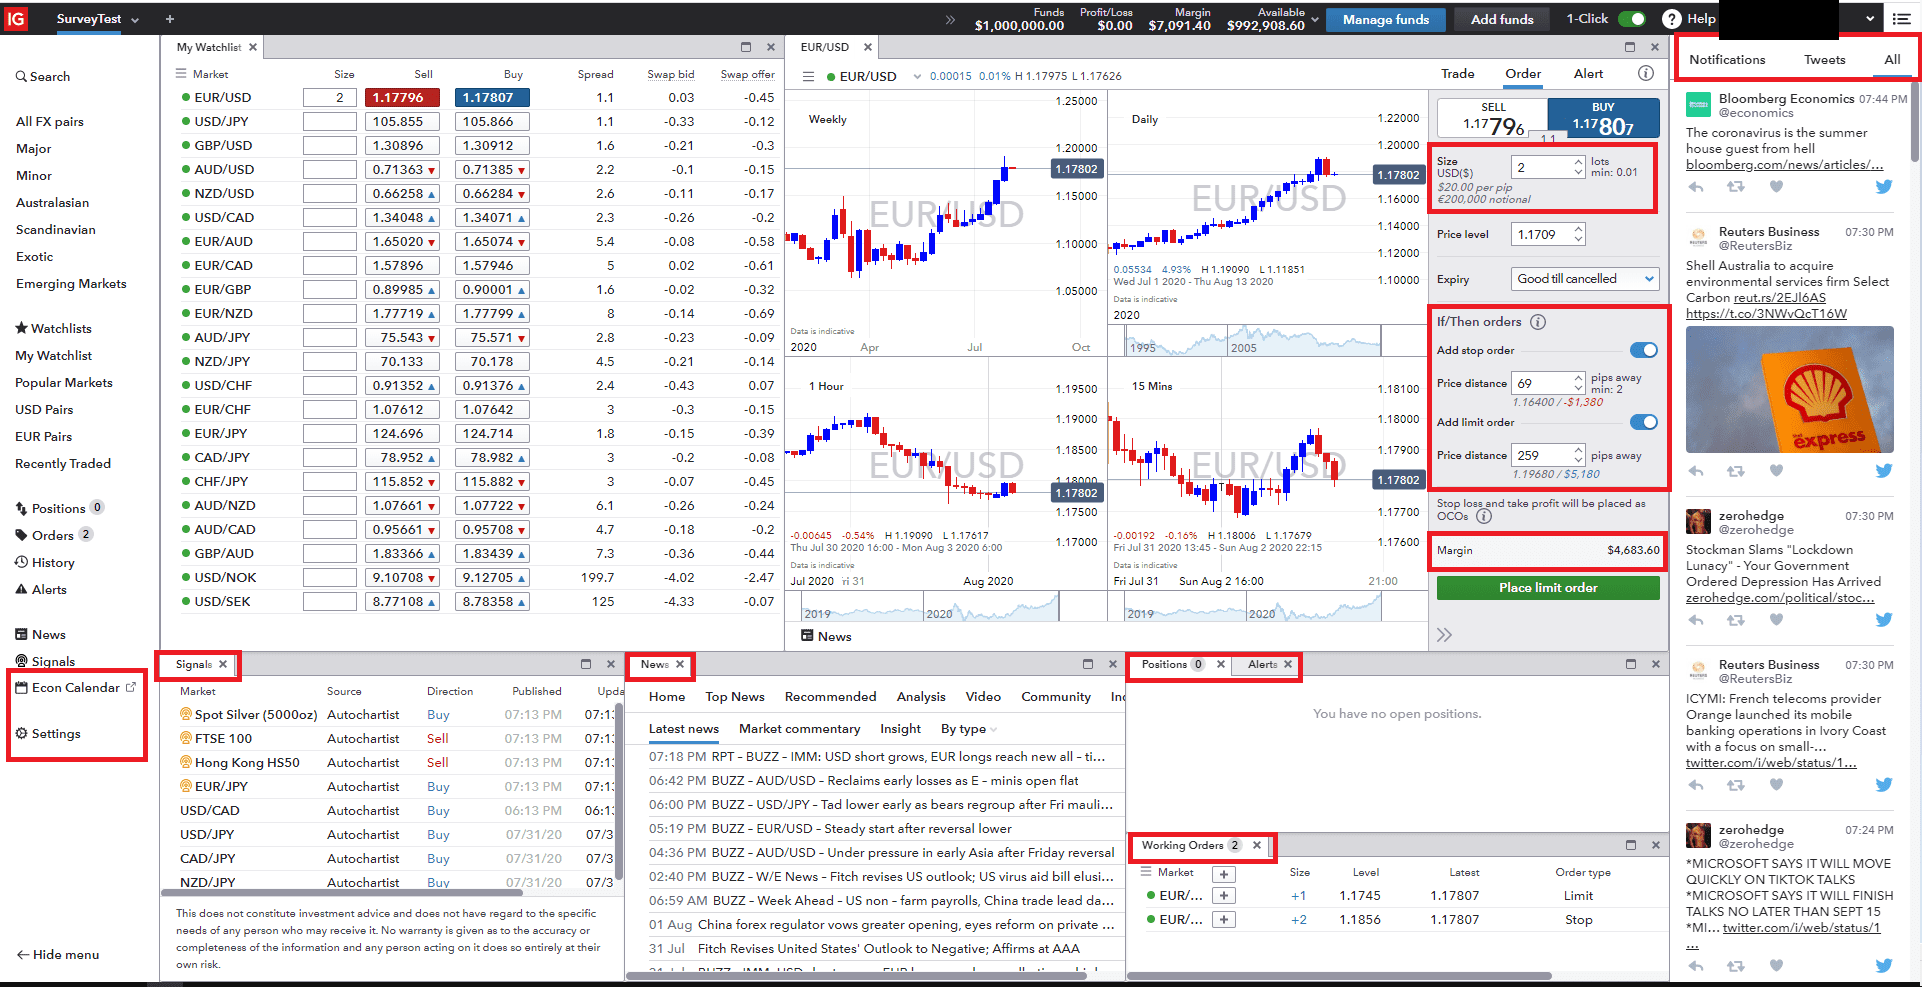 IG SurveyTest + Funds $1,000,000.00 Profit/Loss $0.00 Margin $7,091.40 Available $992,908.60 Manage funds Add funds 1-Click ? Help
Search
All FX pairs
Major
Minor
Australasian
Scandinavian
Exotic
Emerging Markets
Watchlists
My Watchlist
Popular Markets
USD Pairs
EUR Pairs
Recently Traded
Positions 0
Orders 2
History
Alerts
News
Signals
Econ Calendar
Settings
Hide menu
My Watchlist
Market Size Sell Buy Spread Swap bid Swap offer
EUR/USD 2 1.17796 1.17807 1.1 0.03 -0.45
USD/JPY 105.855 105.866 1.1 -0.33 -0.12
GBP/USD 1.30896 1.30912 1.6 -0.21 -0.3
AUD/USD 0.71363 0.71385 2.2 -0.1 -0.15
NZD/USD 0.66258 0.66284 2.6 -0.11 -0.17
USD/CAD 1.34048 1.34071 2.3 -0.26 -0.2
EUR/AUD 1.65020 1.65074 5.4 -0.08 -0.58
EUR/CAD 1.57896 1.57946 5 0.02 -0.61
EUR/GBP 0.89985 0.90001 1.6 -0.02 -0.32
EUR/NZD 1.77719 1.77799 8 -0.14 -0.69
AUD/JPY 75.543 75.571 2.8 -0.23 -0.09
NZD/JPY 70.133 70.178 4.5 -0.21 -0.14
USD/CHF 0.91352 0.91376 2.4 -0.43 0.07
EUR/CHF 1.07612 1.07642 3 -0.3 -0.15
EUR/JPY 124.696 124.714 1.8 -0.15 -0.39
CAD/JPY 78.952 78.982 3 -0.2 -0.08
CHF/JPY 115.852 115.882 3 -0.07 -0.45
AUD/NZD 1.07661 1.07722 6.1 -0.26 -0.24
AUD/CAD 0.95661 0.95708 4.7 -0.18 -0.2
GBP/AUD 1.83366 1.83439 7.3 -0.36 -0.44
USD/NOK 9.10708 9.12705 199.7 -4.02 -2.47
USD/SEK 8.77108 8.78358 125 -4.33 -0.07
EUR/USD
EUR/USD 0.00015 0.01% H 1.17975 L 1.17626
Weekly
EUR/USD
1.25000
1.20000
1.17802
1.15000
1.10000
1.05000
Data is indicative
2020 Apr Jul Oct
Daily
EUR/USD
1.22000
1.20000
1.17802
1.16000
1.14000
1.12000
1.10000
0.05534 4.93% H 1.19090 L 1.11851
Wed Jul 1 2020 - Thu Aug 13 2020
Data is indicative
2020
1995 2005
1 Hour
EUR/USD
1.19500
1.19000
1.18500
1.18000
1.17802
1.17500
1.17000
-0.00645 -0.54% H 1.19090 L 1.17617
Thu Jul 30 2020 16:00 - Mon Aug 3 2020 6:00
Data is indicative
Jul 2020 31 Aug 2020
2019 2020
15 Mins
EUR/USD
1.18100
1.18000
1.17900
1.17802
1.17700
1.17600
-0.00192 -0.16% H 1.18006 L 1.17679
Fri Jul 31 2020 13:45 - Sun Aug 2 2020 22:15
Data is indicative
Fri Jul 31 Sun Aug 2 16:00 21:00
2019 2020
News
Trade Order Alert
SELL 1.17796
BUY 1.17807
1.1
Size
USD($) 2 lots
min: 0.01
$20.00 per pip
€200,000 notional
Price level 1.1709
Expiry Good till cancelled
If/Then orders
Add stop order
Price distance 69 pips away
min: 2
1.16400 / -$1,380
Add limit order
Price distance 259 pips away
1.19680 / $5,180
Stop loss and take profit will be placed as
OCOs
Margin $4,683.60
Place limit order
Signals
Market Source Direction Published Upda
Spot Silver (5000oz) Autochartist Buy 07:13 PM 07:13
FTSE 100 Autochartist Sell 07:13 PM 07:13
Hong Kong HS50 Autochartist Sell 07:13 PM 07:13
EUR/JPY Autochartist Buy 07:13 PM 07:13
USD/CAD Autochartist Buy 06:13 PM 06:13
USD/JPY Autochartist Buy 07/31/20 07/3
CAD/JPY Autochartist Buy 07/31/20 07/3
NZD/JPY Autochartist Buy 07/31/20 07/3
This does not constitute investment advice and does not have regard to the specific
needs of any person who may receive it. No warranty is given as to the accuracy or
completeness of the information and any person acting on it does so entirely at their
own risk.
News
Home Top News Recommended Analysis Video Community
Latest news Market commentary Insight By type
07:18 PM RPT – BUZZ – IMM: USD short grows, EUR longs reach new all – ti...
06:42 PM BUZZ – AUD/USD – Reclaims early losses as E – minis open flat
06:00 PM BUZZ – USD/JPY – Tad lower early as bears regroup after Fri mauli...
05:19 PM BUZZ – EUR/USD – Steady start after reversal lower
04:36 PM BUZZ – AUD/USD – Under pressure in early Asia after Friday reversal
02:40 PM BUZZ – W/E News – Fitch revises US outlook; US virus aid bill elusi...
06:59 AM BUZZ – Week Ahead – US non – farm payrolls, China trade lead da...
01 Aug China forex regulator vows greater opening, eyes reform on private ...
31 Jul Fitch Revises United States' Outlook to Negative; Affirms at AAA
Positions 0 Alerts
You have no open positions.
Working Orders 2
Market Size Level Latest Order type
EUR/... +1 1.1745 1.17807 Limit
EUR/... +2 1.1856 1.17807 Stop
Notifications Tweets All
Bloomberg Economics 07:44 PM
@economics
The coronavirus is the summer
house guest from hell
bloomberg.com/news/articles/...
Reuters Business 07:30 PM
@ReutersBiz
Shell Australia to acquire
environmental services firm Select
Carbon reut.rs/2EJl6AS
https://t.co/3NWvQcT16W
Shell
express
zerohedge 07:30 PM
@zerohedge
Stockman Slams "Lockdown
Lunacy" - Your Government
Ordered Depression Has Arrived
zerohedge.com/political/stoc...
Reuters Business 07:30 PM
@ReutersBiz
ICYMI: French telecoms provider
Orange launched its mobile
banking operations in Ivory Coast
with a focus on small-...
twitter.com/i/web/status/1...
zerohedge 07:24 PM
@zerohedge
*MICROSOFT SAYS IT WILL MOVE
QUICKLY ON TIKTOK TALKS
*MICROSOFT SAYS IT WILL FINISH
TALKS NO LATER THAN SEPT 15
*MI... twitter.com/i/web/status/1
...